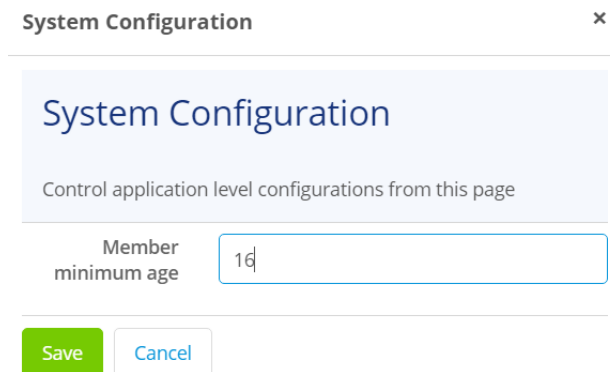 System Configuration ×
System Configuration
Control application level configurations from this page
Member
minimum age
16
Save Cancel